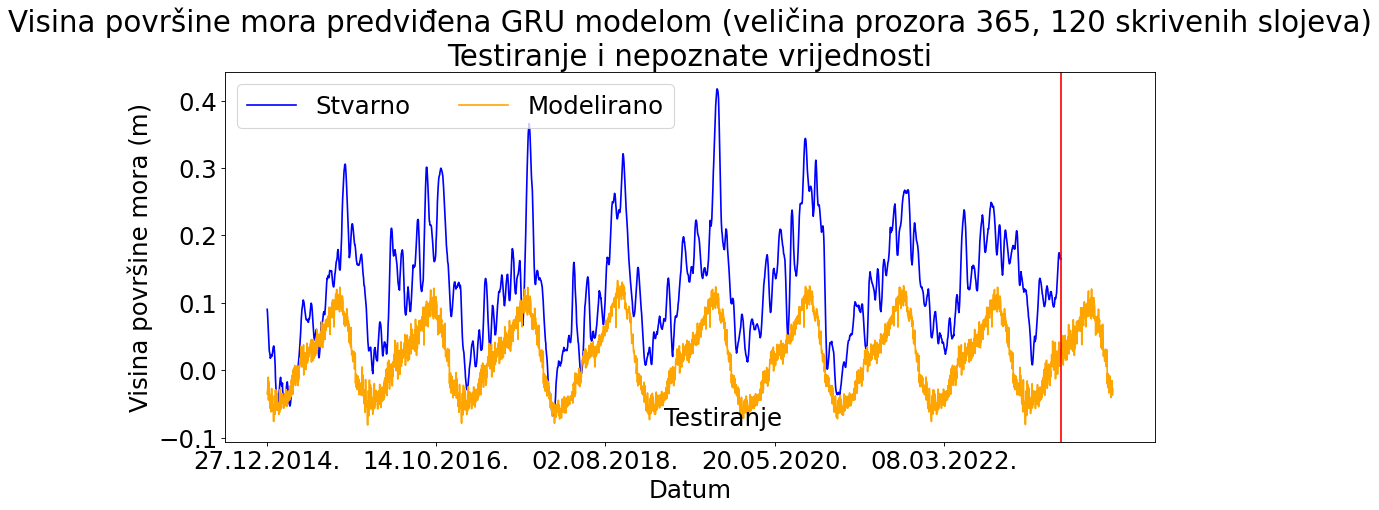 Visina površine mora predviđena GRU modelom (veličina prozora 365, 120 skrivenih slojeva)
Testiranje i nepoznate vrijednosti
Stvarno
Modelirano
Visina površine mora (m)
0.4
0.3
0.2
0.1
0.0
−0.1
Testiranje
27.12.2014.
14.10.2016.
02.08.2018.
20.05.2020.
08.03.2022.
Datum